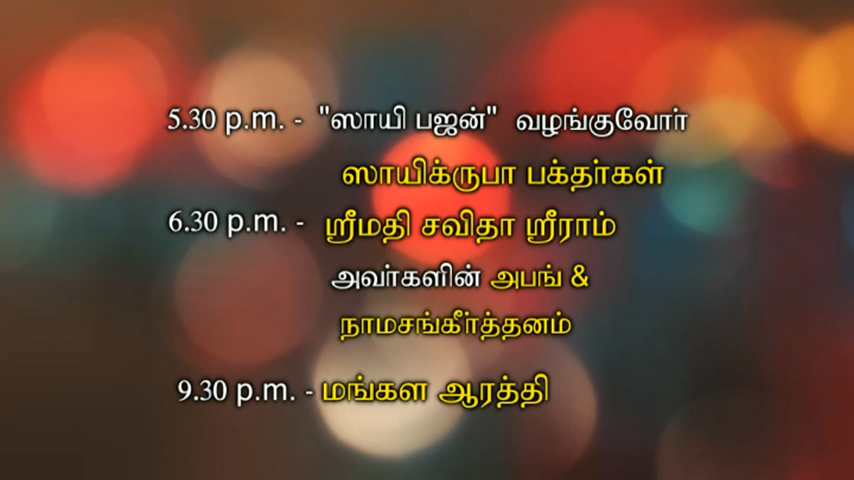 5.30 p.m. - "ஸாயி பஜன்" வழங்குவோர்
ஸாயிக்ருபா பக்தர்கள்
6.30 p.m. - ஸ்ரீமதி சவிதா ஸ்ரீராம்
அவர்களின் அபங் &
நாமசங்கீர்த்தனம்
9.30 p.m. - மங்கள ஆரத்தி